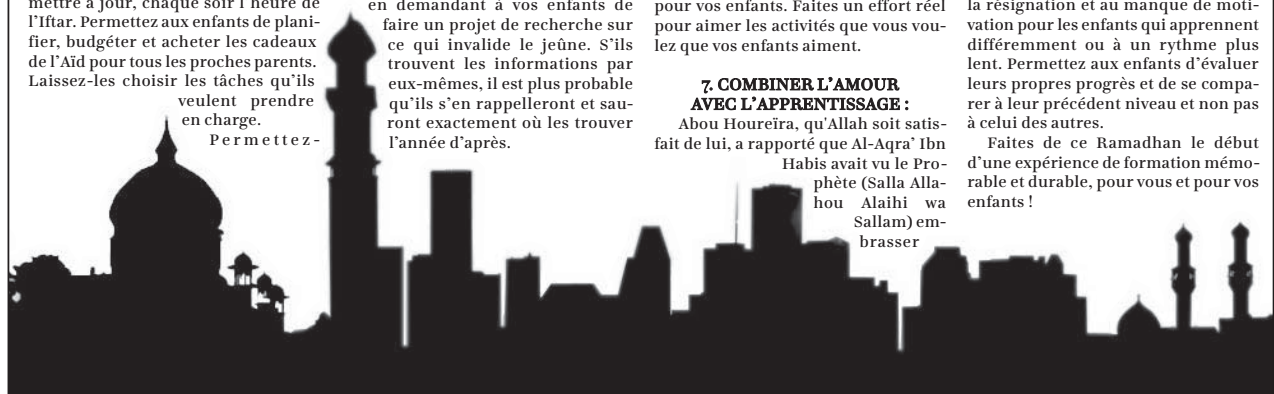 mettre à jour, chaque soir l'heure de
l'Iftar. Permettez aux enfants de plani-
fier, budgéter et acheter les cadeaux
de l'Aïd pour tous les proches parents.
Laissez-les choisir les tâches qu'ils
veulent prendre
en charge.
Permettez-
en demandant à vos enfants de
faire un projet de recherche sur
ce qui invalide le jeûne. S'ils
trouvent les informations par
eux-mêmes, il est plus probable
qu'ils s'en rappelleront et sau-
ront exactement où les trouver
l'année d'après.
pour vos enfants. Faites un effort réel
pour aimer les activités que vous vou-
lez que vos enfants aiment.
7. COMBINER L'AMOUR
AVEC L'APPRENTISSAGE :
Abou Houreïra, qu'Allah soit satis-
fait de lui, a rapporté que Al-Aqra' Ibn
Habis avait vu le Pro-
phète (Salla Alla-
hou Alaihi wa
Sallam) em-
brasser
la résignation et au manque de moti-
vation pour les enfants qui apprennent
différemment ou à un rythme plus
lent. Permettez aux enfants d'évaluer
leurs propres progrès et de se compa-
rer à leur précédent niveau et non pas
à celui des autres.
Faites de ce Ramadhan le début
d'une expérience de formation mémo-
rable et durable, pour vous et pour vos
enfants !